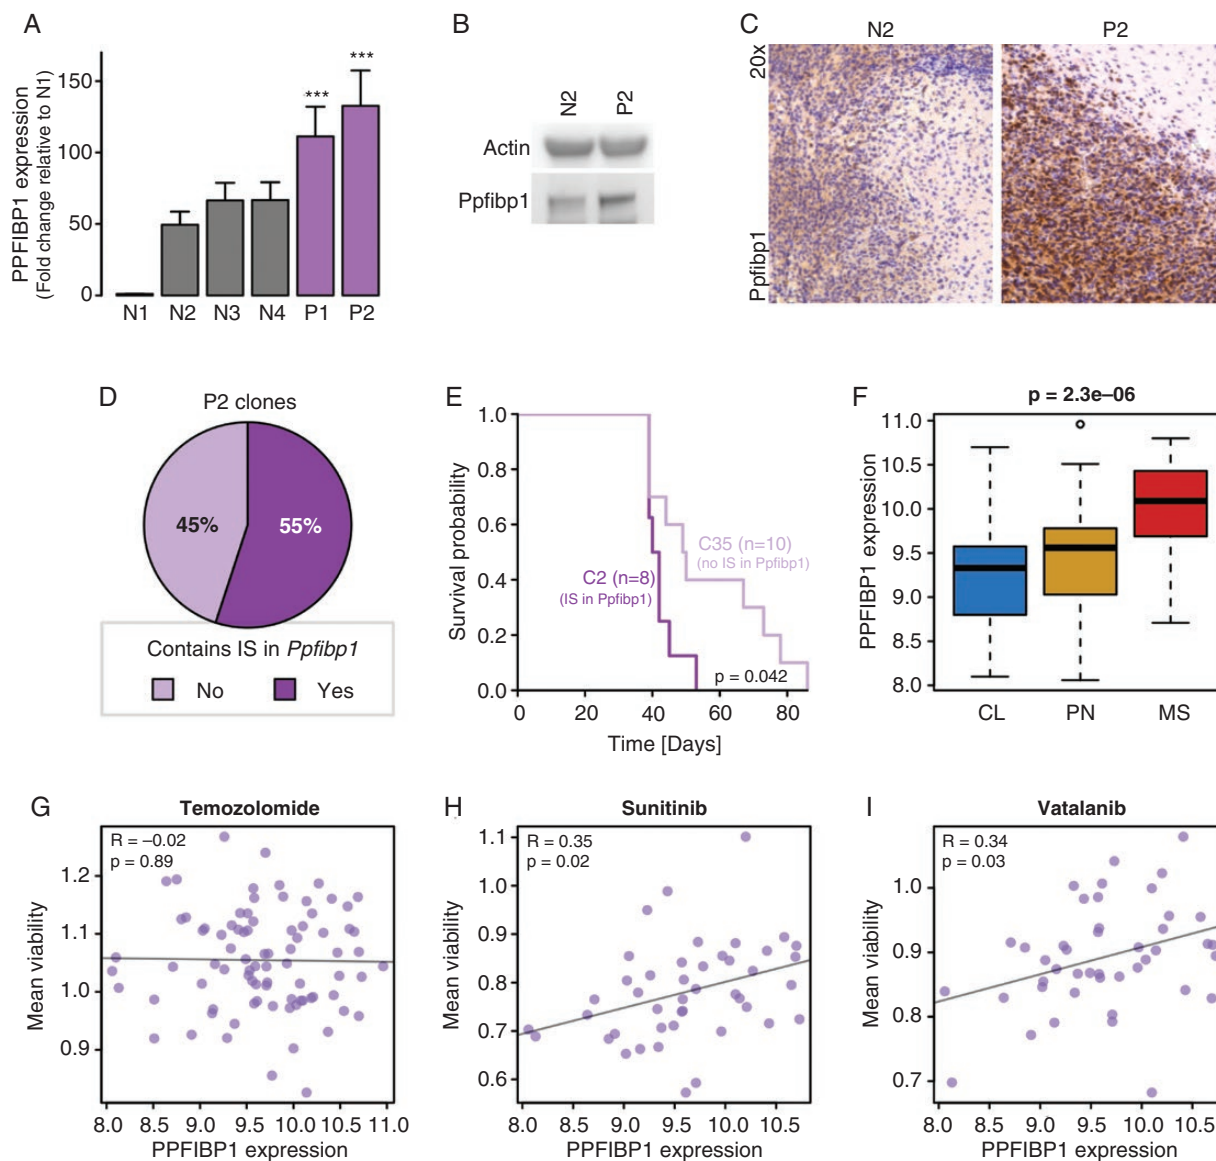 A
PPFIBP1 expression
(Fold change relative to N1)
150
100
50
0
***
***
N1 N2 N3 N4 P1 P2
B
N2 P2
Actin
Ppfibp1
C
N2 P2
20x
Ppfibp1
D
P2 clones
45% 55%
Contains IS in Ppfibp1
No Yes
E
Survival probability
1.0
0.8
0.6
0.4
0.2
0.0
C35 (n=10)
(no IS in Ppfibp1)
C2 (n=8)
(IS in Ppfibp1)
p = 0.042
0 20 40 60 80
Time [Days]
F
p = 2.3e–06
PPFIBP1 expression
11.0
10.5
10.0
9.5
9.0
8.5
8.0
CL PN MS
G
Temozolomide
R = –0.02
p = 0.89
Mean viability
1.2
1.1
1.0
0.9
8.0 8.5 9.0 9.5 10.0 10.5 11.0
PPFIBP1 expression
H
Sunitinib
R = 0.35
p = 0.02
Mean viability
1.1
1.0
0.9
0.8
0.7
0.6
8.0 8.5 9.0 9.5 10.0 10.5
PPFIBP1 expression
I
Vatalanib
R = 0.34
p = 0.03
Mean viability
1.0
0.9
0.8
0.7
8.0 8.5 9.0 9.5 10.0 10.5
PPFIBP1 expression